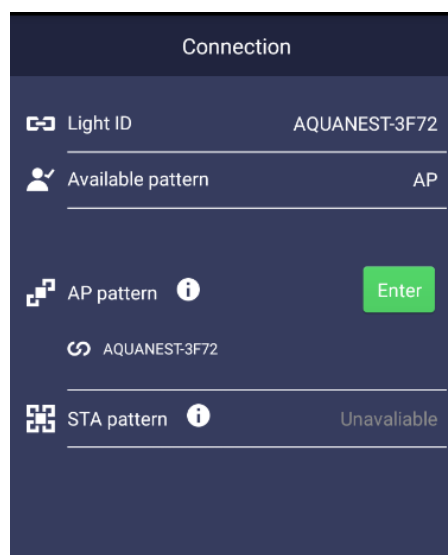 Connection
Light ID AQUANEST-3F72
Available pattern AP
AP pattern Enter
AQUANEST-3F72
STA pattern Unavaliable